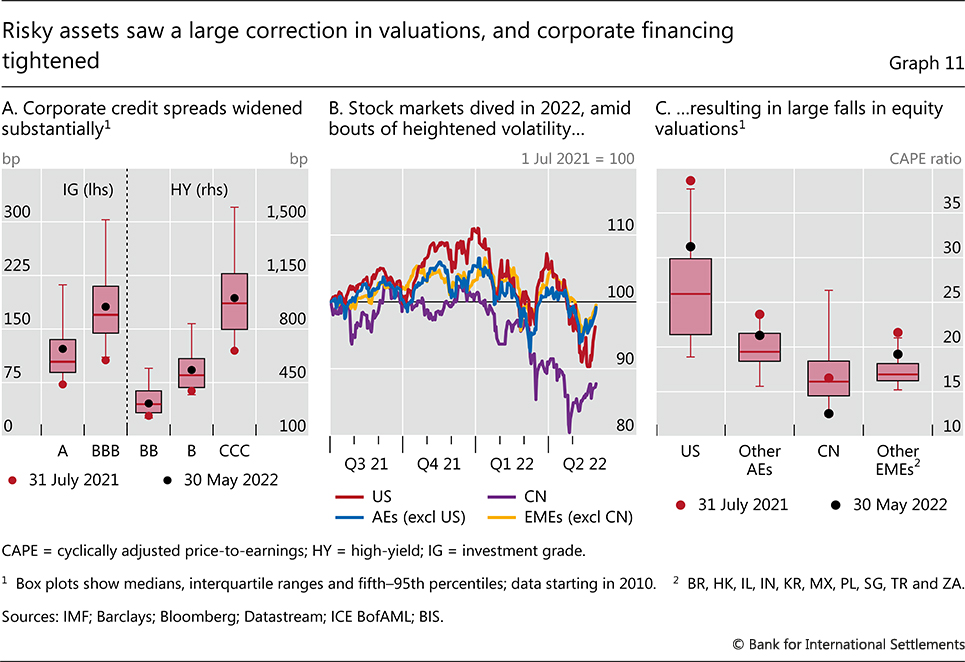 Risky assets saw a large correction in valuations, and corporate financing
tightened
Graph 11
A. Corporate credit spreads widened
substantially1
bp
bp
IG (lhs)
HY (rhs)
300
225
150
75
0
1,500
1,150
800
450
100
A
BBB
BB
B
CCC
31 July 2021
30 May 2022
B. Stock markets dived in 2022, amid
bouts of heightened volatility…
1 Jul 2021 = 100
110
100
90
80
Q3 21
Q4 21
Q1 22
Q2 22
US
CN
AEs (excl US)
EMEs (excl CN)
C. …resulting in large falls in equity
valuations1
CAPE ratio
35
30
25
20
15
10
US
Other
AEs
CN
Other
EMEs2
31 July 2021
30 May 2022
CAPE = cyclically adjusted price-to-earnings; HY = high-yield; IG = investment grade.
1 Box plots show medians, interquartile ranges and fifth–95th percentiles; data starting in 2010. 2 BR, HK, IL, IN, KR, MX, PL, SG, TR and ZA.
Sources: IMF; Barclays; Bloomberg; Datastream; ICE BofAML; BIS.
© Bank for International Settlements